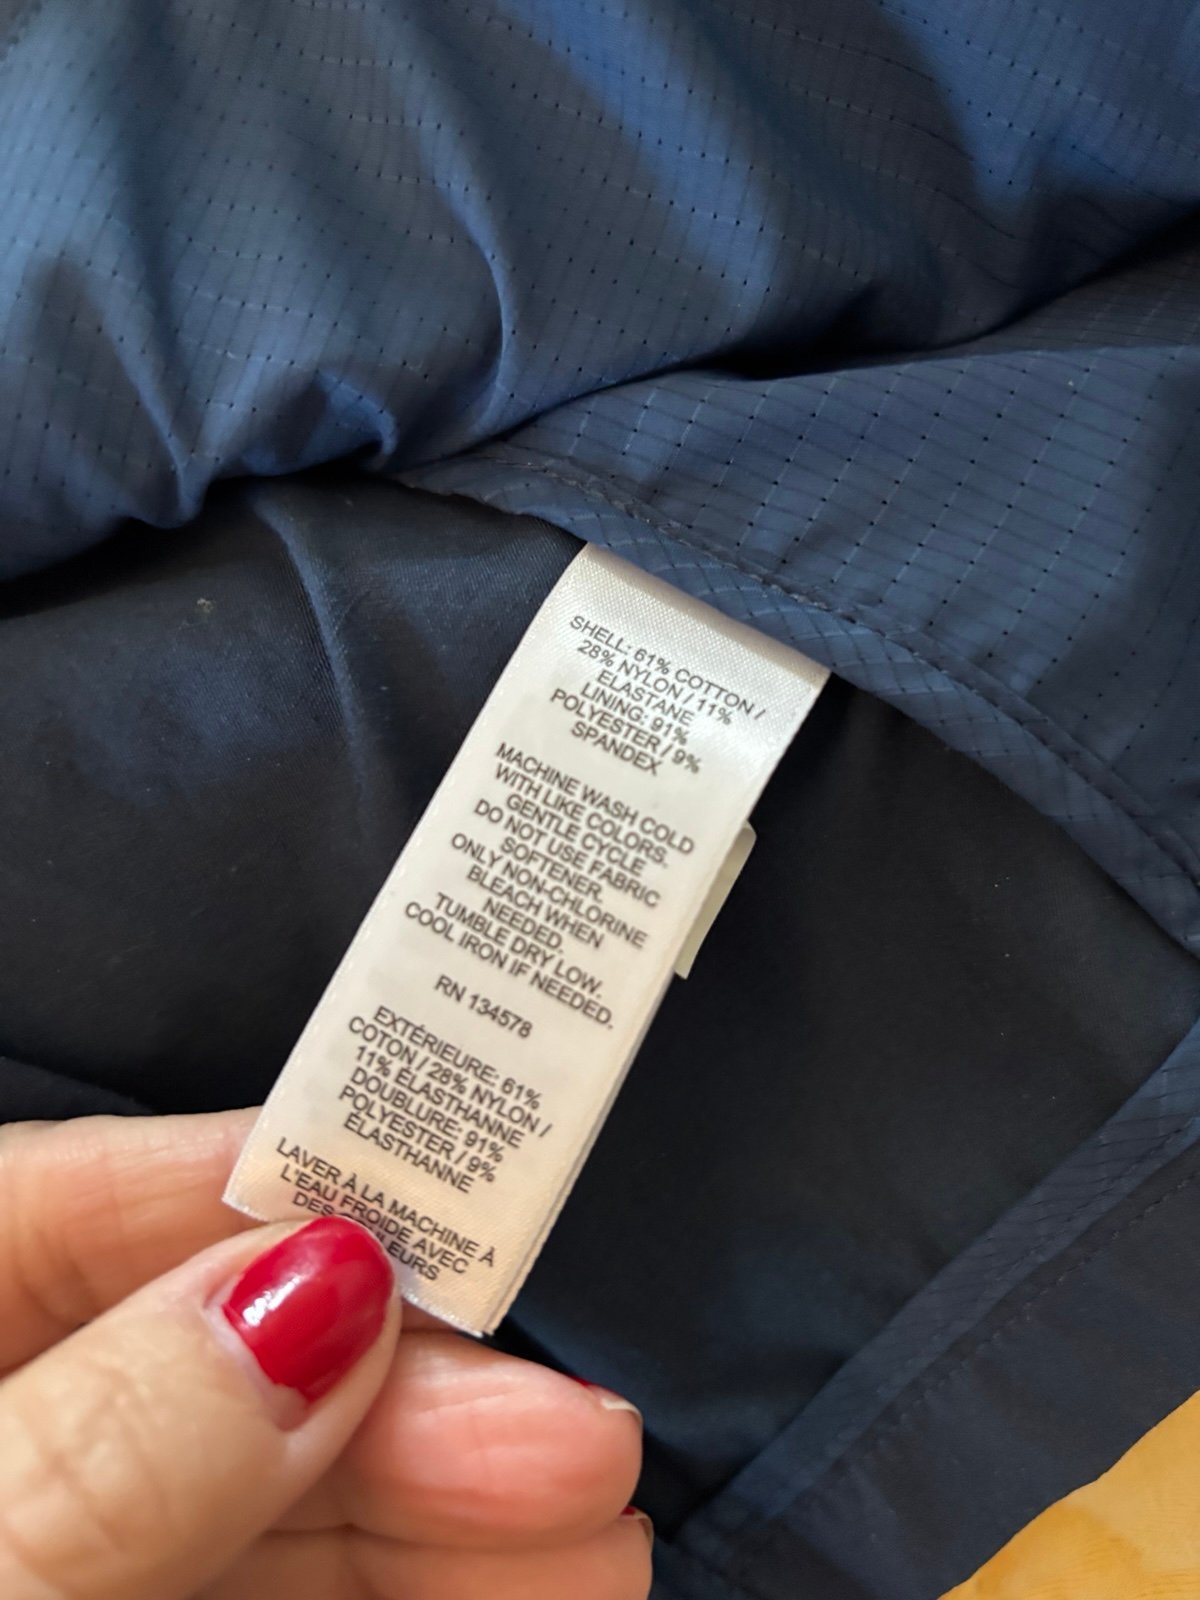 SHELL: 61% COTTON /
28% NYLON / 11%
ELASTANE
LINING: 91%
POLYESTER / 9%
SPANDEX
MACHINE WASH COLD
WITH LIKE COLORS.
GENTLE CYCLE.
DO NOT USE FABRIC
SOFTENER.
ONLY NON-CHLORINE
BLEACH WHEN
NEEDED.
TUMBLE DRY LOW.
COOL IRON IF NEEDED.
RN 134578
EXTÉRIEURE: 61%
COTON / 28% NYLON /
11% ÉLASTHANNE
DOUBLURE: 91%
POLYESTER / 9%
ÉLASTHANNE
LAVER À LA MACHINE À
L'EAU FROIDE AVEC
DES